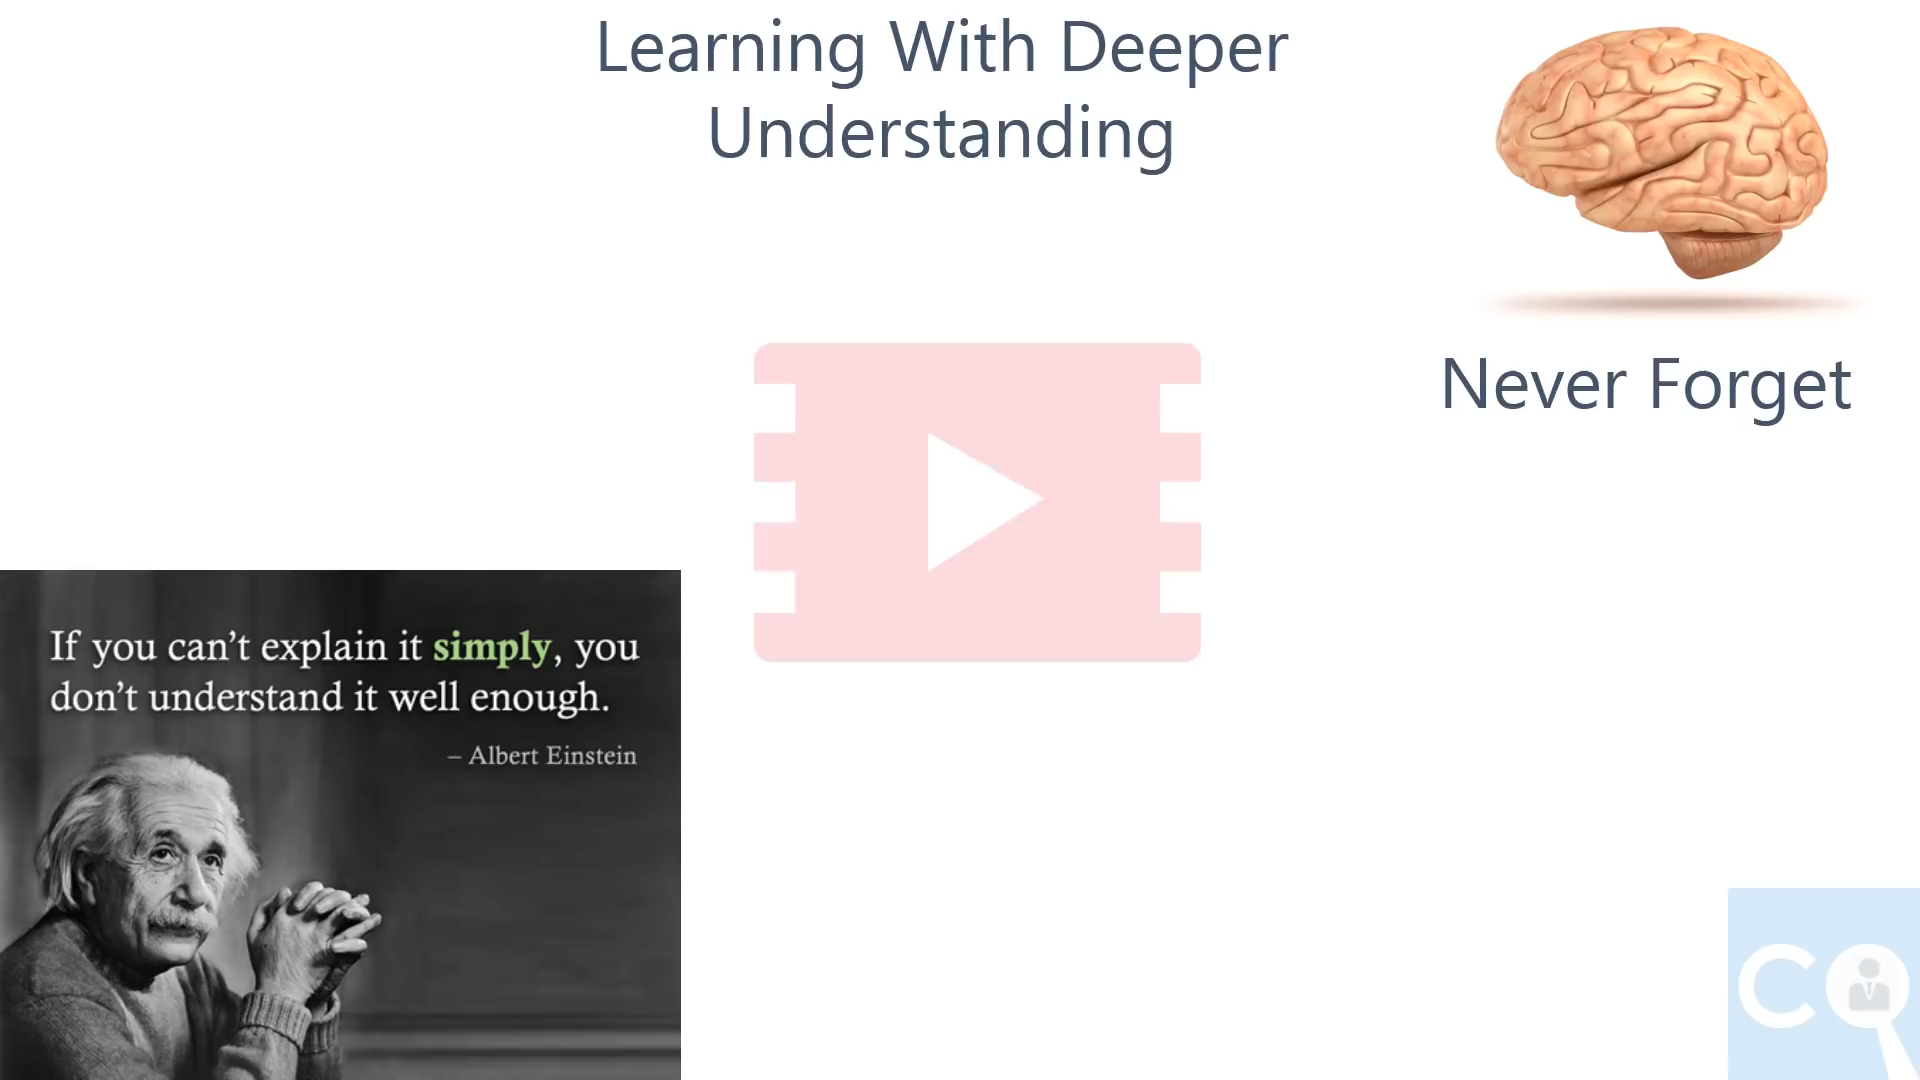 Learning With Deeper
Understanding
Never Forget
If you can't explain it simply, you
don't understand it well enough.
– Albert Einstein
CQ